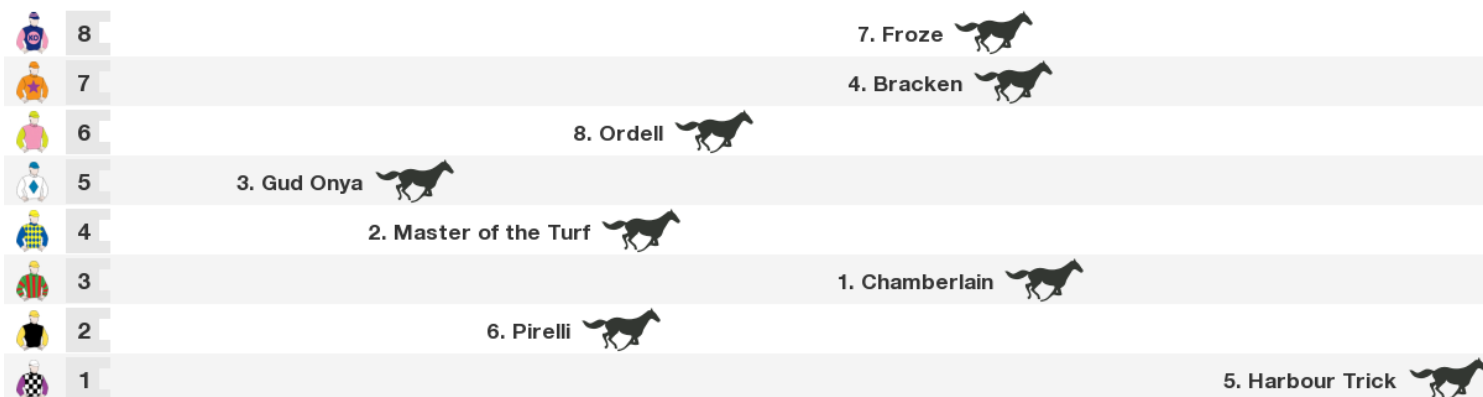 8 7. Froze
7 4. Bracken
6 8. Ordell
5 3. Gud Onya
4 2. Master of the Turf
3 1. Chamberlain
2 6. Pirelli
1 5. Harbour Trick